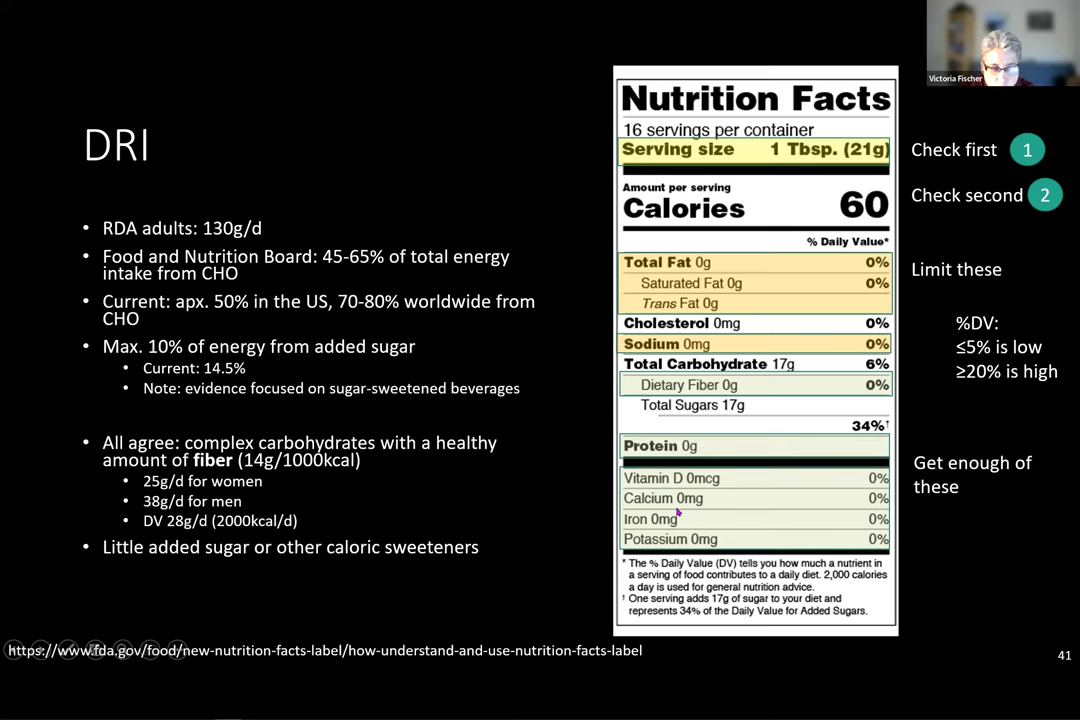 Victoria Fischer
DRI
• RDA adults: 130g/d
• Food and Nutrition Board: 45-65% of total energy
intake from CHO
• Current: apx. 50% in the US, 70-80% worldwide from
CHO
• Max. 10% of energy from added sugar
• Current: 14.5%
• Note: evidence focused on sugar-sweetened beverages
• All agree: complex carbohydrates with a healthy
amount of fiber (14g/1000kcal)
• 25g/d for women
• 38g/d for men
• DV 28g/d (2000kcal/d)
• Little added sugar or other caloric sweeteners
Nutrition Facts
16 servings per container
Serving size 1 Tbsp. (21g)
Amount per serving
Calories 60
% Daily Value*
Total Fat 0g 0%
Saturated Fat 0g 0%
Trans Fat 0g
Cholesterol 0mg 0%
Sodium 0mg 0%
Total Carbohydrate 17g 6%
Dietary Fiber 0g 0%
Total Sugars 17g
34%†
Protein 0g
Vitamin D 0mcg 0%
Calcium 0mg 0%
Iron 0mg 0%
Potassium 0mg 0%
* The % Daily Value (DV) tells you how much a nutrient in
a serving of food contributes to a daily diet. 2,000 calories
a day is used for general nutrition advice.
† One serving adds 17g of sugar to your diet and
represents 34% of the Daily Value for Added Sugars.
Check first 1
Check second 2
Limit these
%DV:
≤5% is low
≥20% is high
Get enough of
these
https://www.fda.gov/food/new-nutrition-facts-label/how-understand-and-use-nutrition-facts-label
41